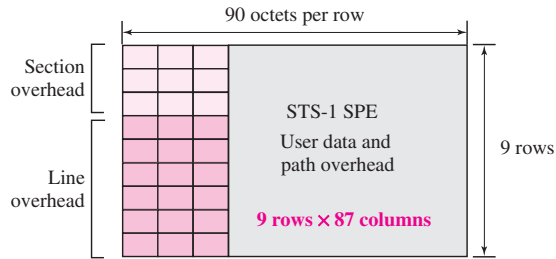 90 octets per row
Section
overhead
Line
overhead
STS-1 SPE
User data and
path overhead
9 rows × 87 columns
9 rows